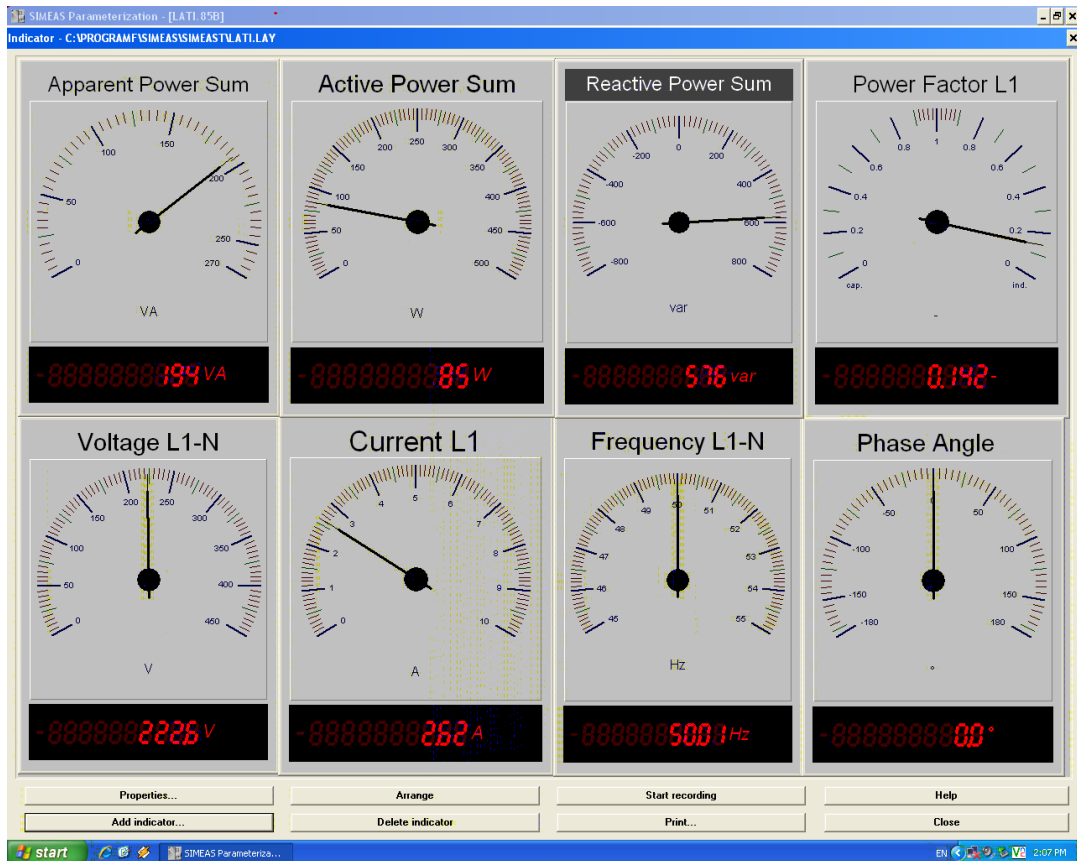 SIMEAS Parameterization - [LATI.85B]
Indicator - C:\PROGRAMF\SIMEAS\SIMEAST\LATI.LAY
Apparent Power Sum
0
50
100
150
200
250
270
VA
194 VA
Active Power Sum
0
50
100
150
200
250
300
350
400
450
500
W
85 W
Reactive Power Sum
-800
-600
-400
-200
0
200
400
600
800
var
576 var
Power Factor L1
cap.
0
0.2
0.4
0.6
0.8
1
0.8
0.6
0.4
0.2
0
ind.
-
0.142 -
Voltage L1-N
0
50
100
150
200
250
300
350
400
450
V
222.6 V
Current L1
0
1
2
3
4
5
6
7
8
9
10
A
2.62 A
Frequency L1-N
45
46
47
48
49
50
51
52
53
54
55
Hz
50.01 Hz
Phase Angle
-180
-150
-100
-50
0
50
100
150
180
°
0.0 °
Properties...
Arrange
Start recording
Help
Add indicator...
Delete indicator
Print...
Close
start
SIMEAS Parameteriza...
EN
2:07 PM